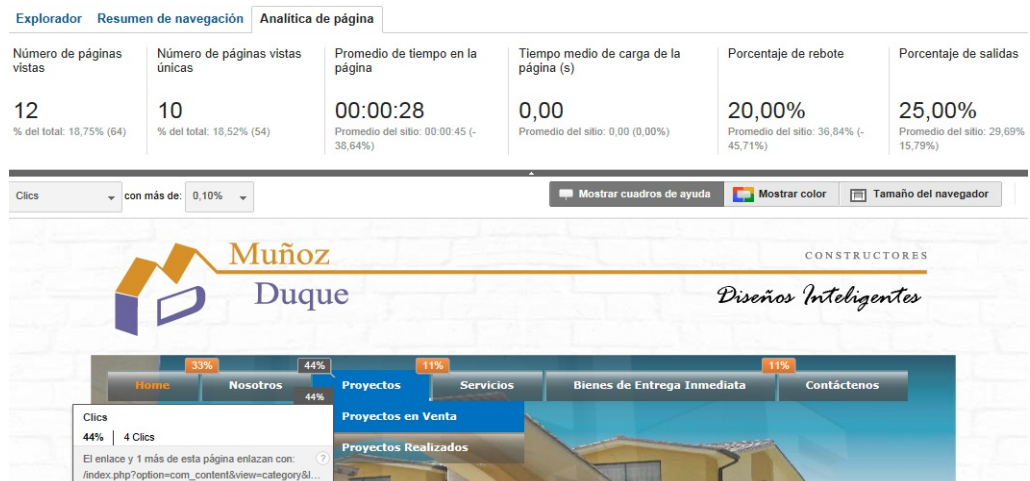 Explorador Resumen de navegación Analítica de página
Número de páginas vistas
12
% del total: 18,75% (64)
Número de páginas vistas únicas
10
% del total: 18,52% (54)
Promedio de tiempo en la página
00:00:28
Promedio del sitio: 00:00:45 (-38,64%)
Tiempo medio de carga de la página (s)
0,00
Promedio del sitio: 0,00 (0,00%)
Porcentaje de rebote
20,00%
Promedio del sitio: 36,84% (-45,71%)
Porcentaje de salidas
25,00%
Promedio del sitio: 29,69%
15,79%)
Clics con más de: 0,10% Mostrar cuadros de ayuda Mostrar color Tamaño del navegador
Muñoz
Duque
CONSTRUCTORES
Diseños Inteligentes
33% 44% 11% 11%
Home Nosotros Proyectos Servicios Bienes de Entrega Inmediata Contáctenos
44%
Proyectos en Venta
Proyectos Realizados
Clics
44% 4 Clics
El enlace y 1 más de esta página enlazan con: ?
/index.php?option=com_content&view=category&l...